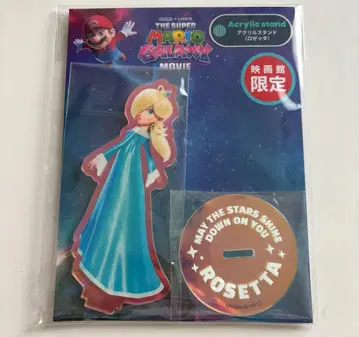 THE SUPER
MARIO
GALAXY
MOVIE
Acrylic stand
アクリルスタンド
(ロゼッタ)
映画館
限定
MAY THE STARS SHINE
DOWN ON YOU
ROSETTA